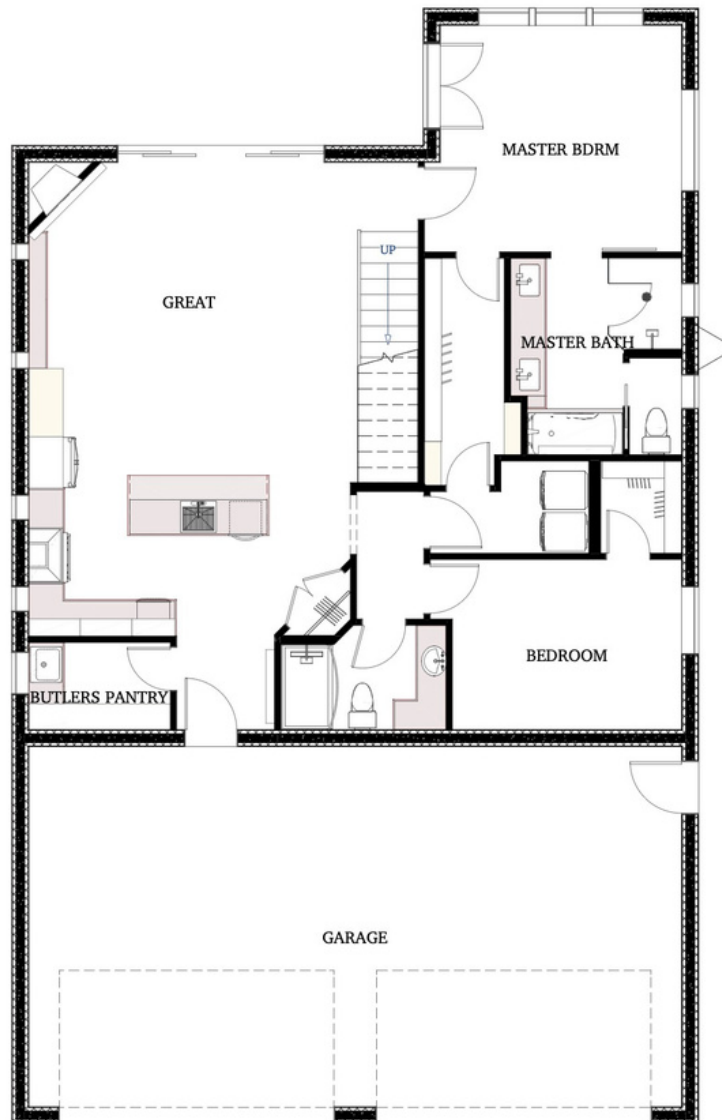 MASTER BDRM
UP
GREAT
MASTER BATH
BEDROOM
BUTLERS PANTRY
GARAGE